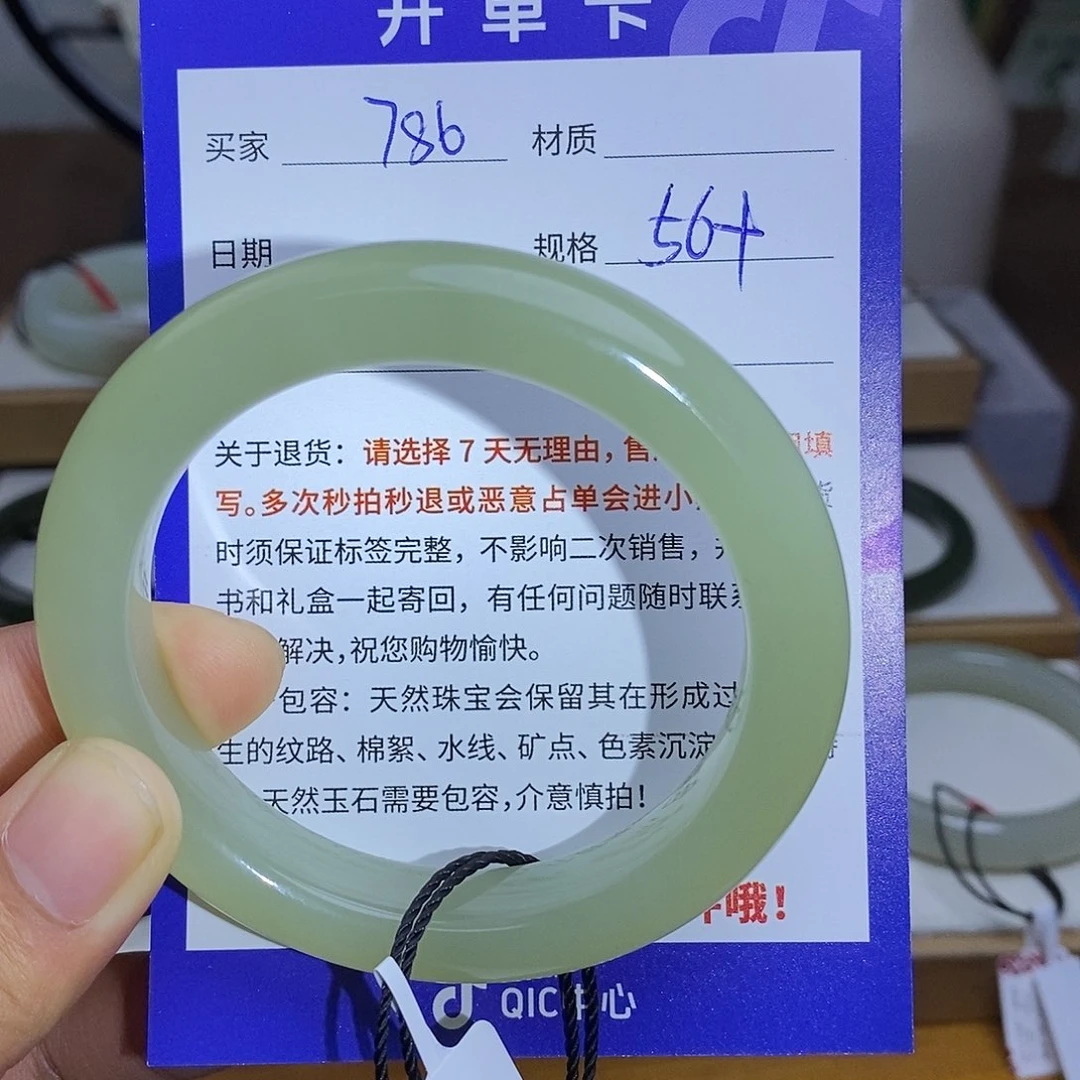 开单卡
买家 786 材质
日期 规格 56+
关于退货：请选择 7 天无理由，售 填
写。多次秒拍秒退或恶意占单会进小
时须保证标签完整，不影响二次销售，
书和礼盒一起寄回，有任何问题随时联系
解决，祝您购物愉快。
包容：天然珠宝会保留其在形成过
生的纹路、棉絮、水线、矿点、色素沉淀
天然玉石需要包容，介意慎拍！
哦！
QIC中心